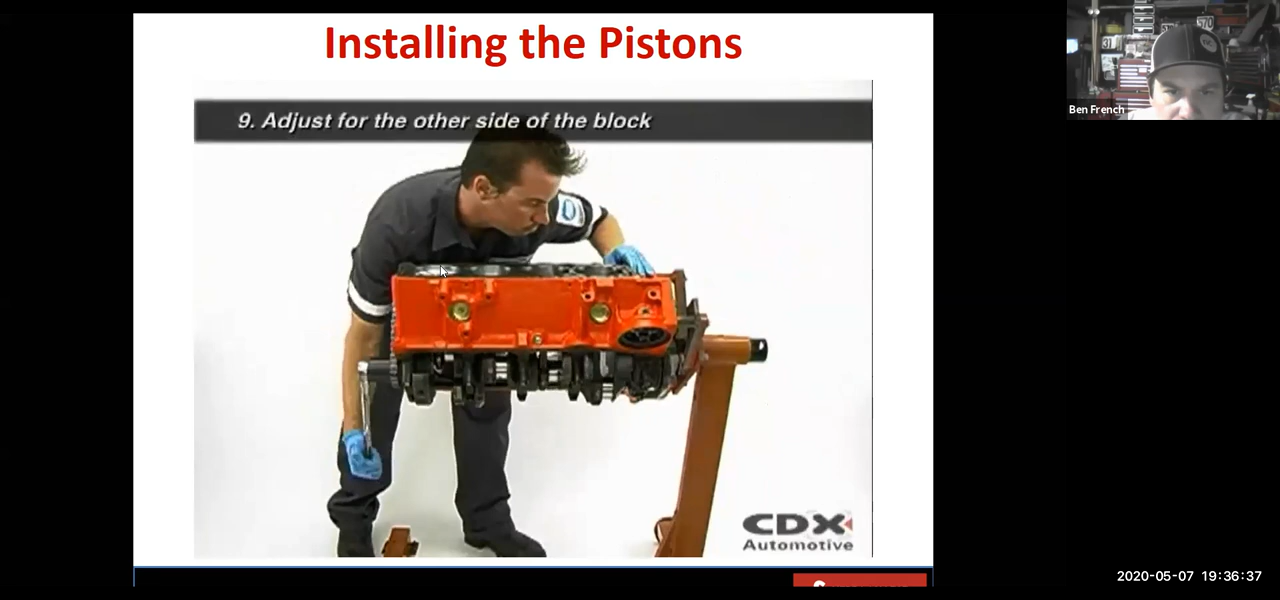 Installing the Pistons
9. Adjust for the other side of the block
Ben French
CDX
Automotive
2020-05-07 19:36:37